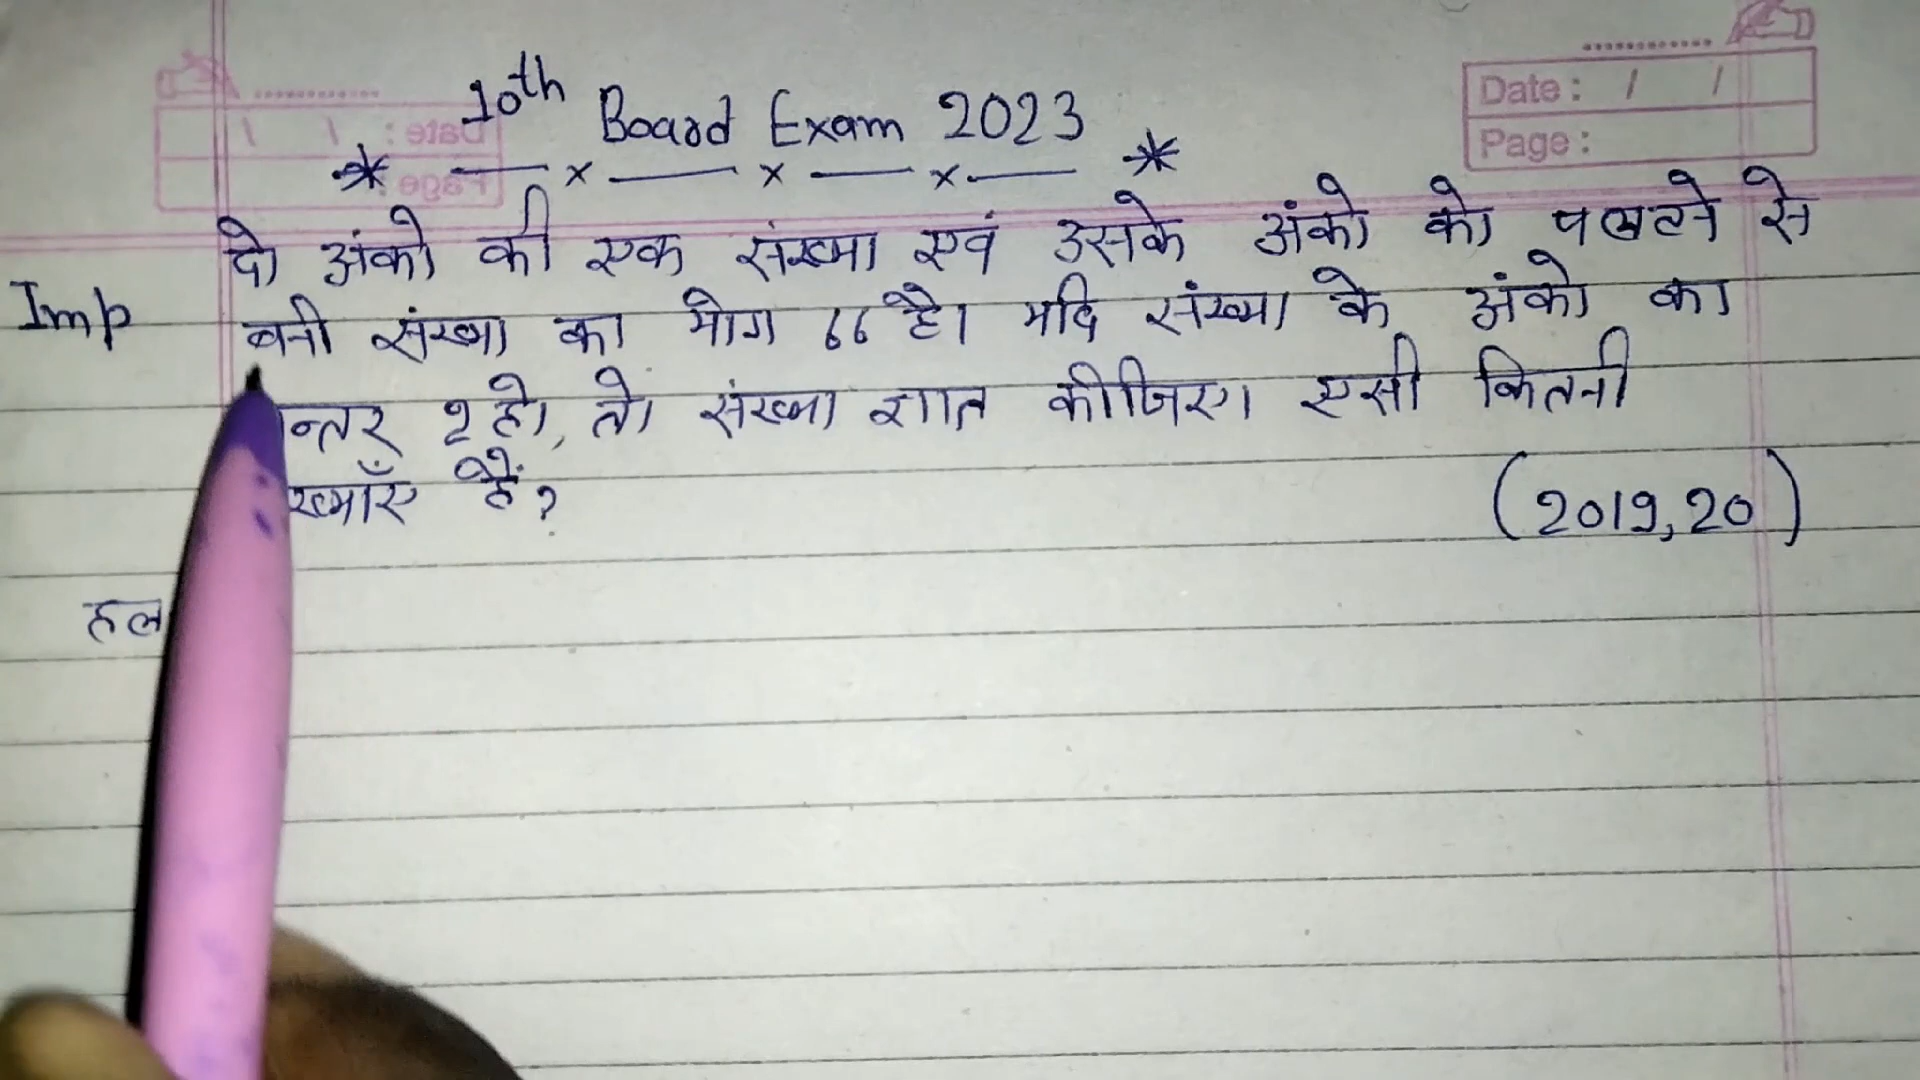 10th Board Exam 2023
Date : / /
Page :
दो अंको की एक संख्या एवं उसके अंको को पलटने से
Imp
बनी संख्या का योग 66 है। यदि संख्या के अंको का
न्तर 2 हो, तो संख्या ज्ञात कीजिए। एसी कितनी
ख्याएँ हैं?
(2019, 20)
हल